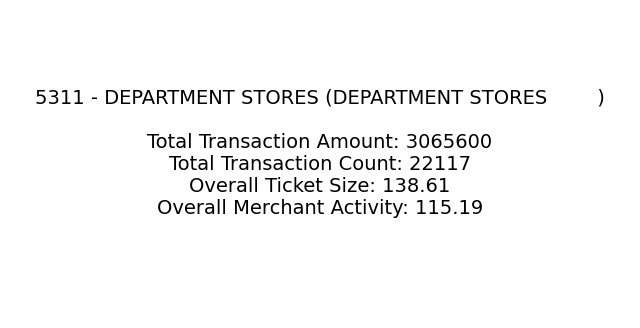 5311 - DEPARTMENT STORES (DEPARTMENT STORES        )
Total Transaction Amount: 3065600
Total Transaction Count: 22117
Overall Ticket Size: 138.61
Overall Merchant Activity: 115.19